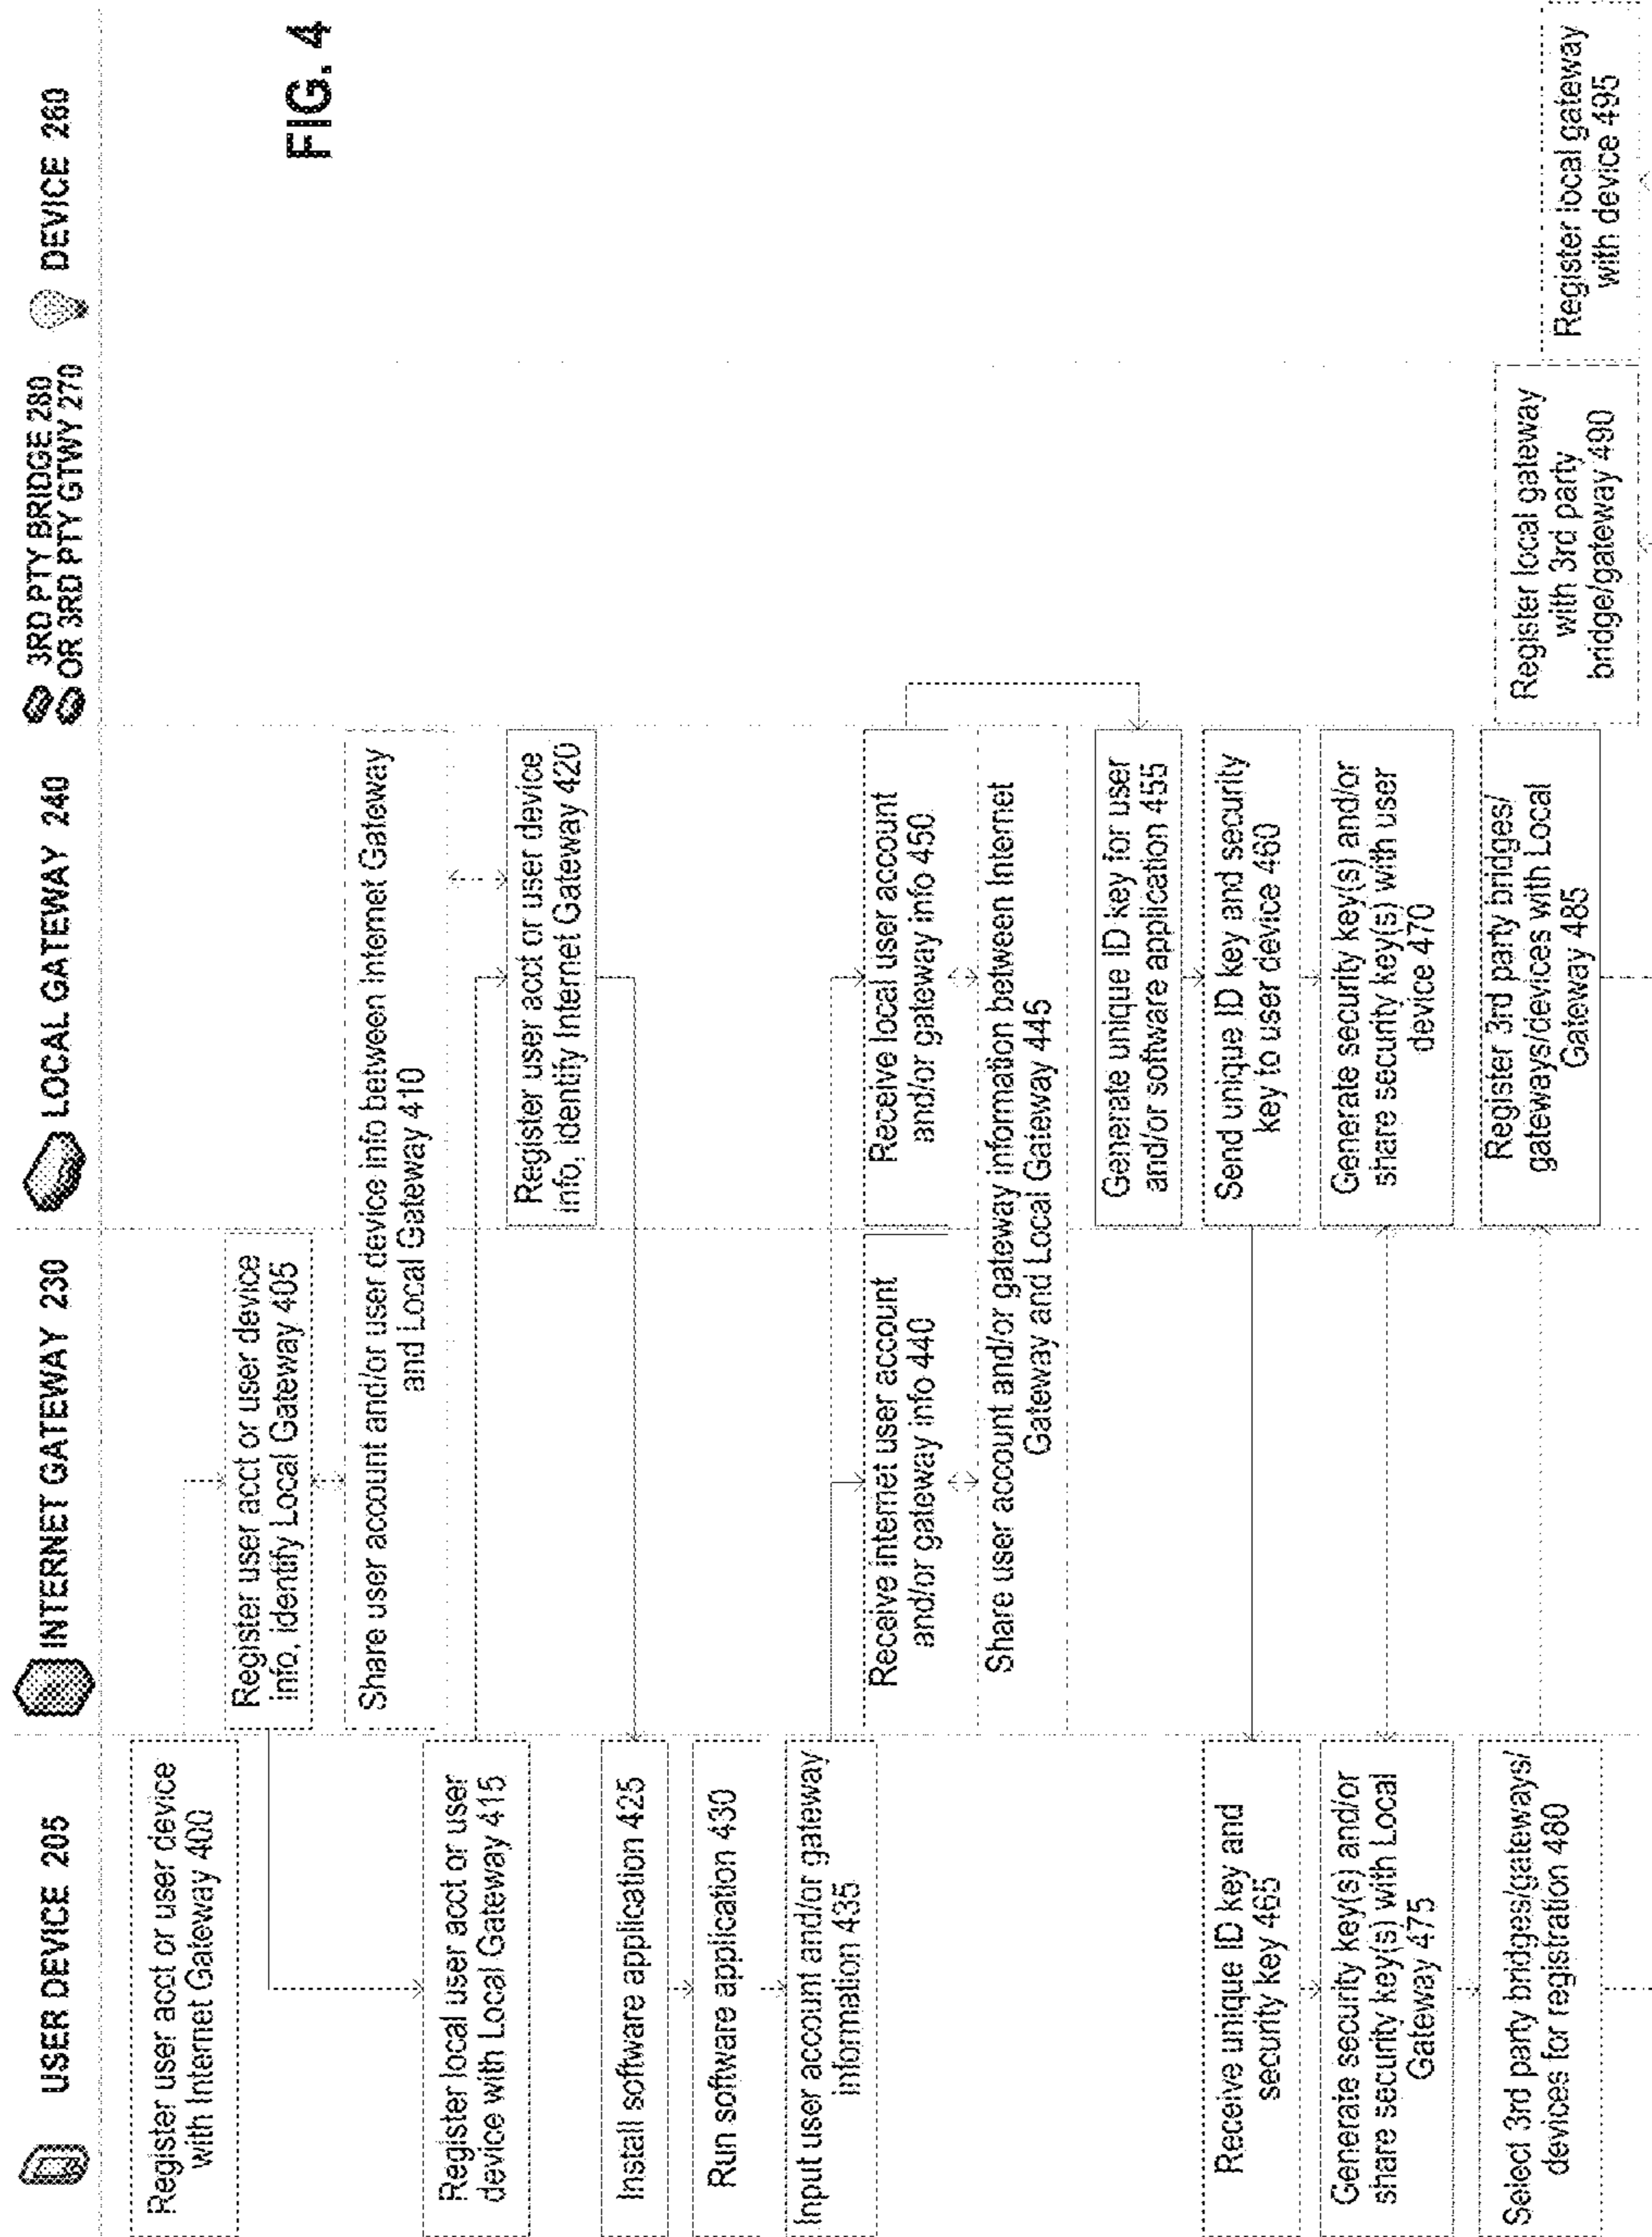 USER DEVICE 205
INTERNET GATEWAY 230
LOCAL GATEWAY 240
3RD PTY BRIDGE 280
OR 3RD PTY GTWY 270
DEVICE 260
FIG. 4
Register user acct or user device
with Internet Gateway 400
Register user acct or user device
info, identify Local Gateway 405
Share user account and/or user device info between Internet Gateway
and Local Gateway 410
Register local user acct or user
device with Local Gateway 415
Register user acct or user device
info, identify Internet Gateway 420
Install software application 425
Run software application 430
Input user account and/or gateway
information 435
Receive internet user account
and/or gateway info 440
Receive local user account
and/or gateway info 450
Share user account and/or gateway information between Internet
Gateway and Local Gateway 445
Generate unique ID key for user
and/or software application 455
Send unique ID key and security
key to user device 460
Receive unique ID key and
security key 465
Generate security key(s) and/or
share security key(s) with user
device 470
Generate security key(s) and/or
share security key(s) with Local
Gateway 475
Select 3rd party bridges/gateways/
devices for registration 480
Register 3rd party bridges/
gateways/devices with Local
Gateway 485
Register local gateway
with 3rd party
bridge/gateway 490
Register local gateway
with device 495